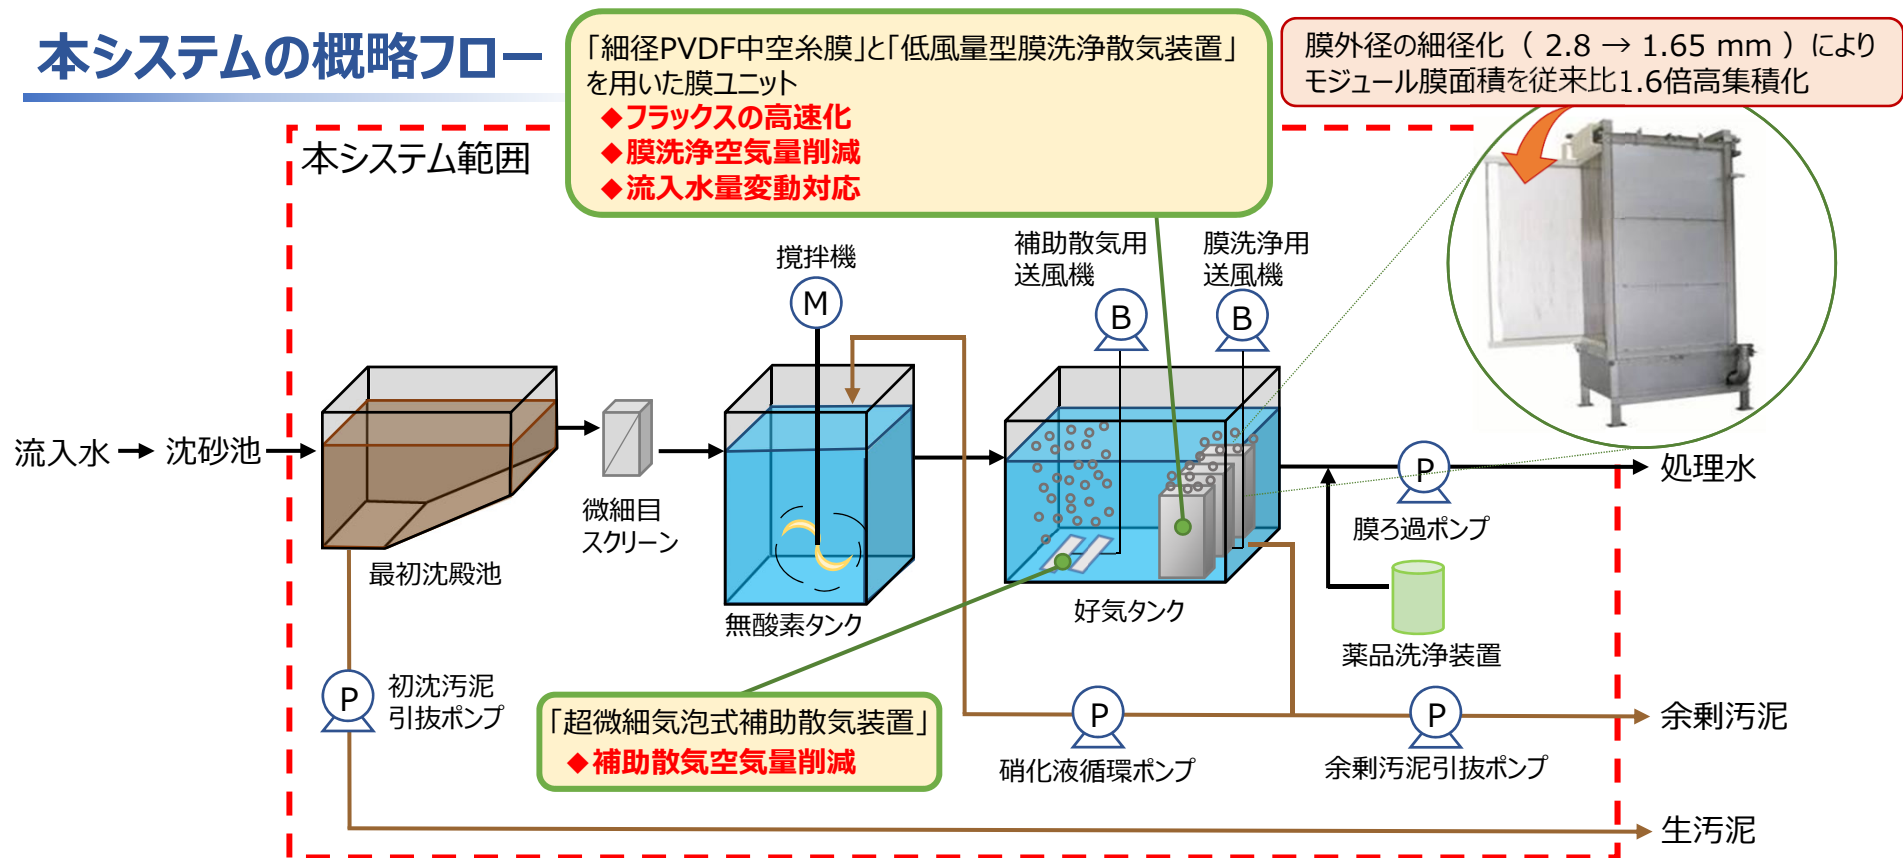 本システムの概略フロー
「細径PVDF中空糸膜」と「低風量型膜洗浄散気装置」
を用いた膜ユニット
◆フラックスの高速化
◆膜洗浄空気量削減
◆流入水量変動対応
膜外径の細径化（ 2.8 → 1.65 mm ）により
モジュール膜面積を従来比1.6倍高集積化
本システム範囲
撹拌機
M
補助散気用
送風機
B
膜洗浄用
送風機
B
流入水
沈砂池
最初沈殿池
微細目
スクリーン
無酸素タンク
好気タンク
P
膜ろ過ポンプ
処理水
薬品洗浄装置
P
初沈汚泥
引抜ポンプ
「超微細気泡式補助散気装置」
◆補助散気空気量削減
P
硝化液循環ポンプ
P
余剰汚泥引抜ポンプ
余剰汚泥
生汚泥